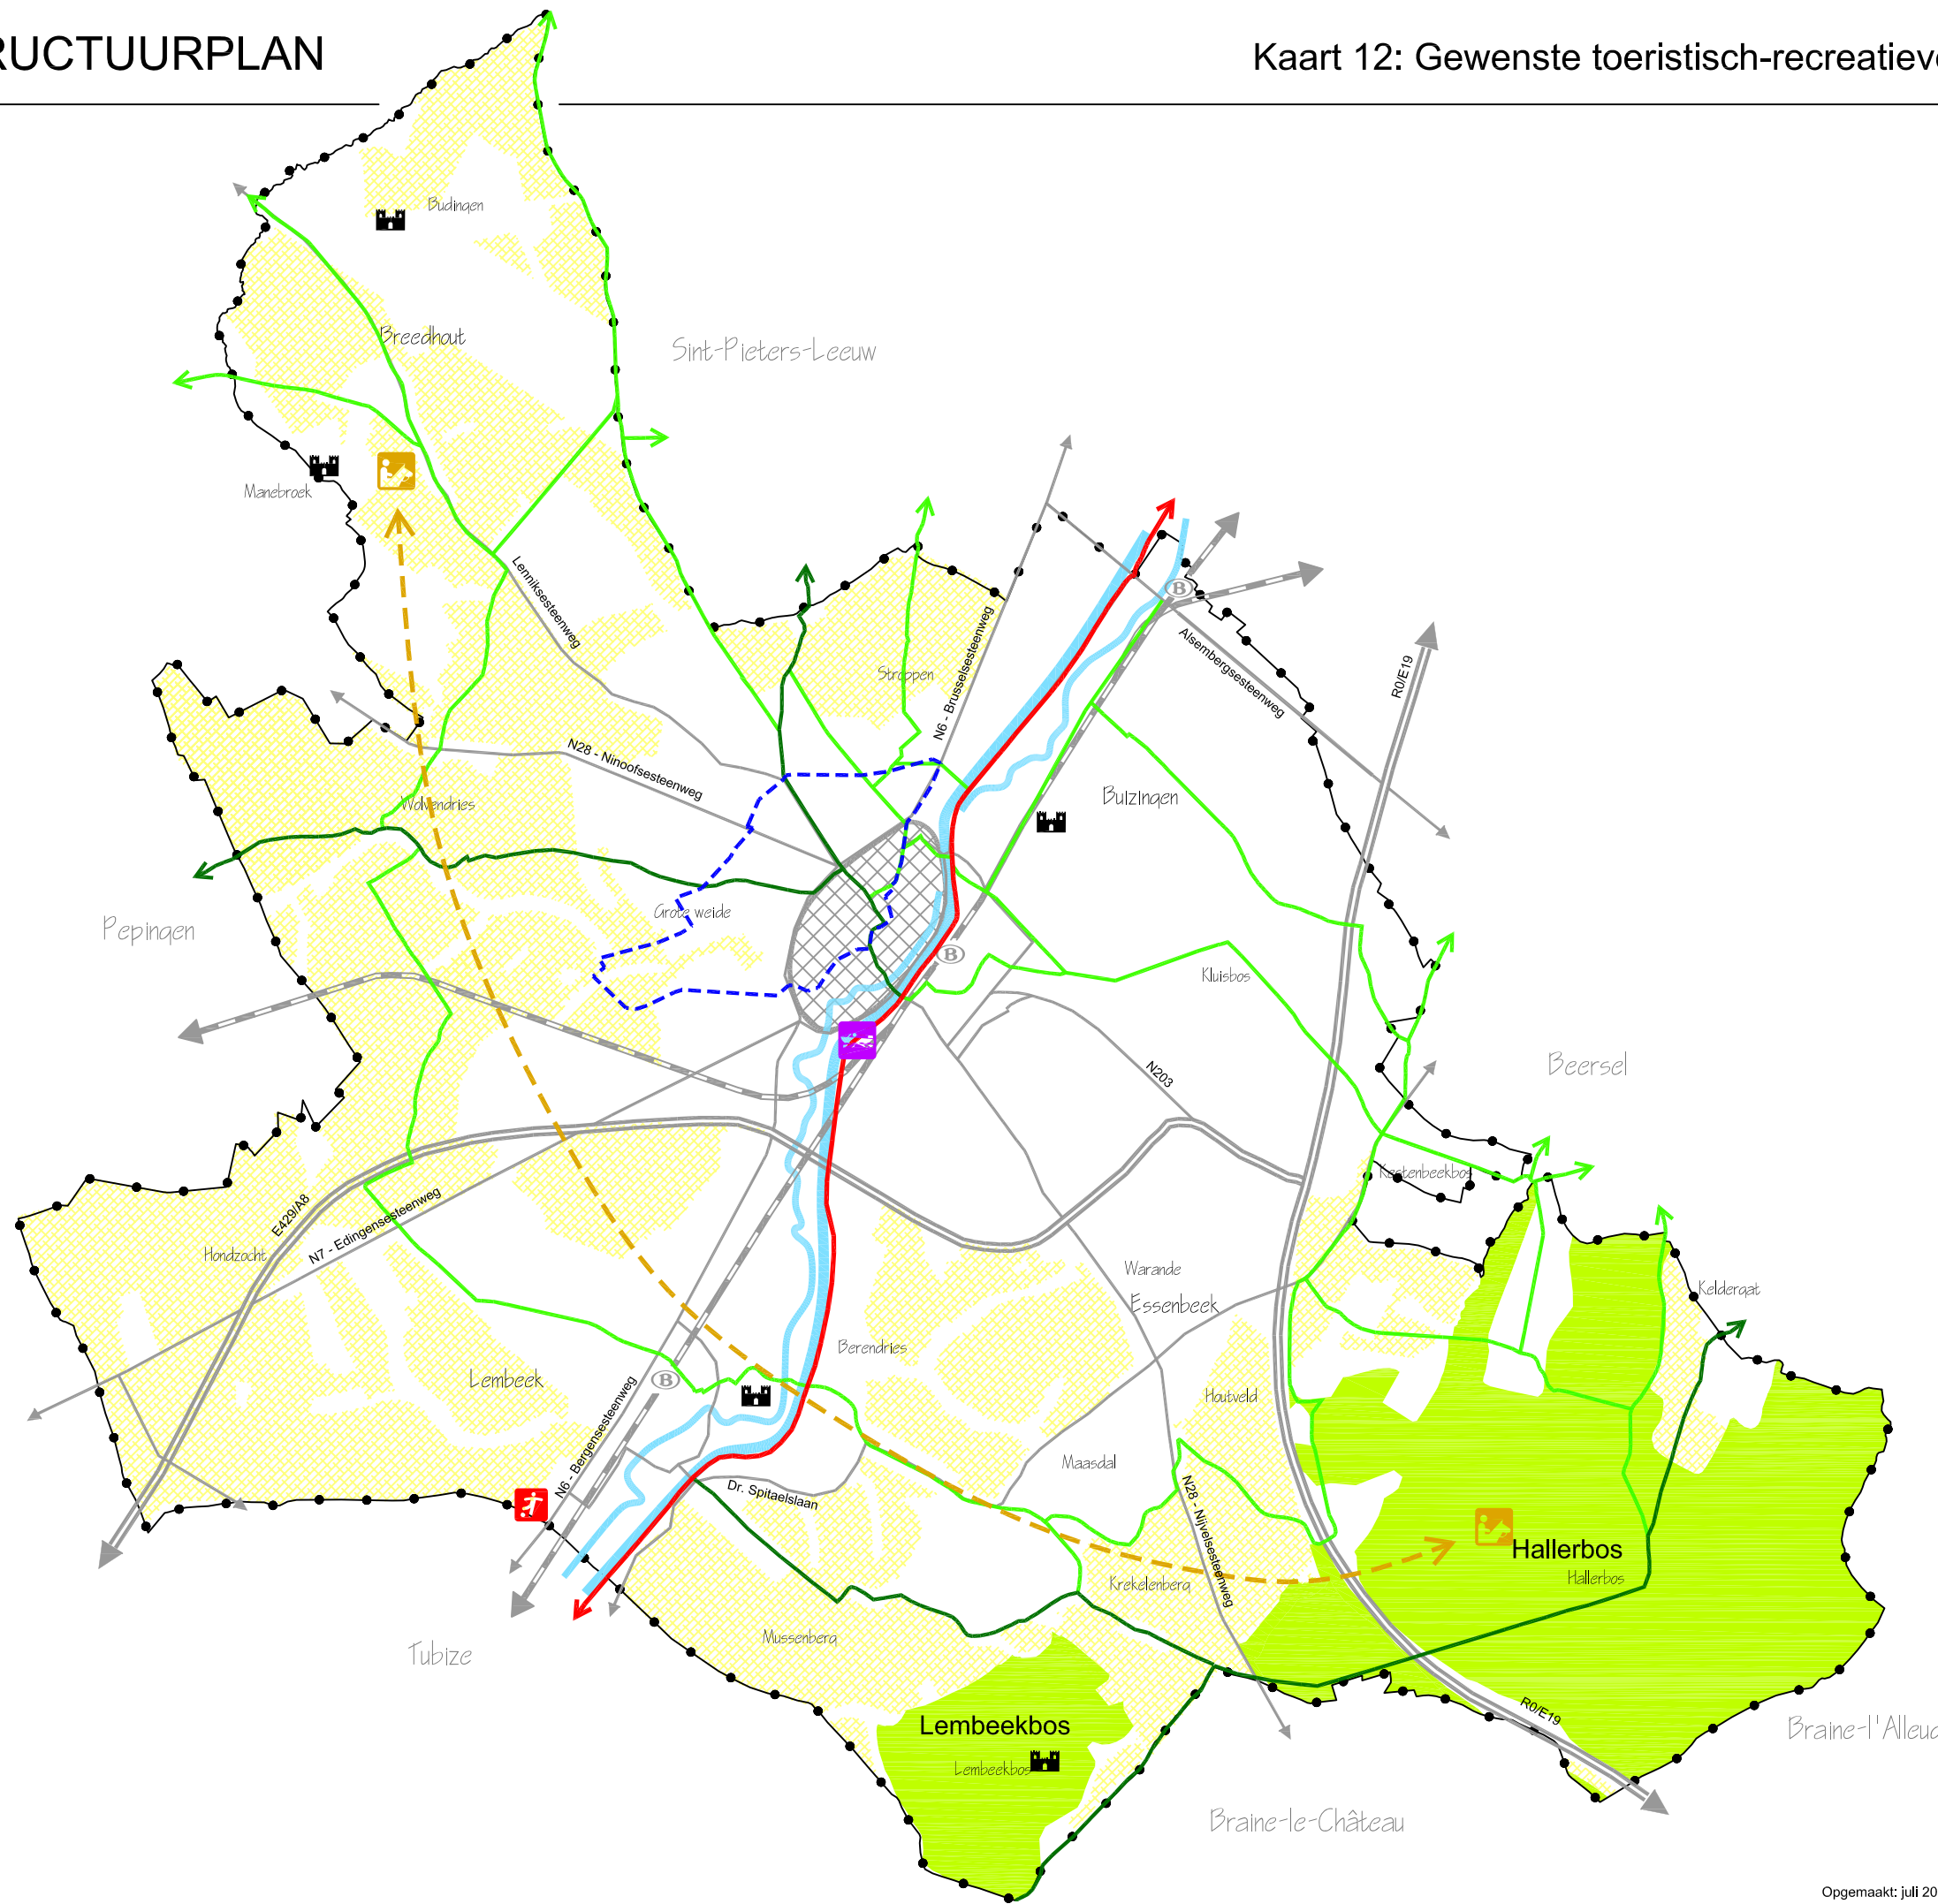 RUCTUURPLAN
Kaart 12: Gewenste toeristisch-recreatieve
Budingen
Breedhout
Sint-Pieters-Leeuw
Manebroek
Lenniksesteenweg
B
Stroppen
N6 - Brusselsesteenweg
Alsembergsesteenweg
R0/E19
N28 - Ninoofsesteenweg
Wolvendries
Buizingen
Grote weide
Pepingen
B
Kluisbos
N203
Beersel
Kestenbeekbos
E429/A8
Hondzocht
N7 - Edingensesteenweg
Warande
Essenbeek
Keldergat
Berendries
Lembeek
B
Houtveld
N6 - Bergensesteenweg
Maasdal
Dr. Spitaelslaan
N28 - Nijvelsesteenweg
Hallerbos
Hallerbos
Krekelenberg
Mussenberg
Tubize
Lembeekbos
Lembeekbos
R0/E19
Braine-l'Alleud
Braine-le-Château
Opgemaakt: juli 20